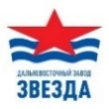 ДАЛЬНЕВОСТОЧНЫЙ ЗАВОД
ЗВЕЗДА